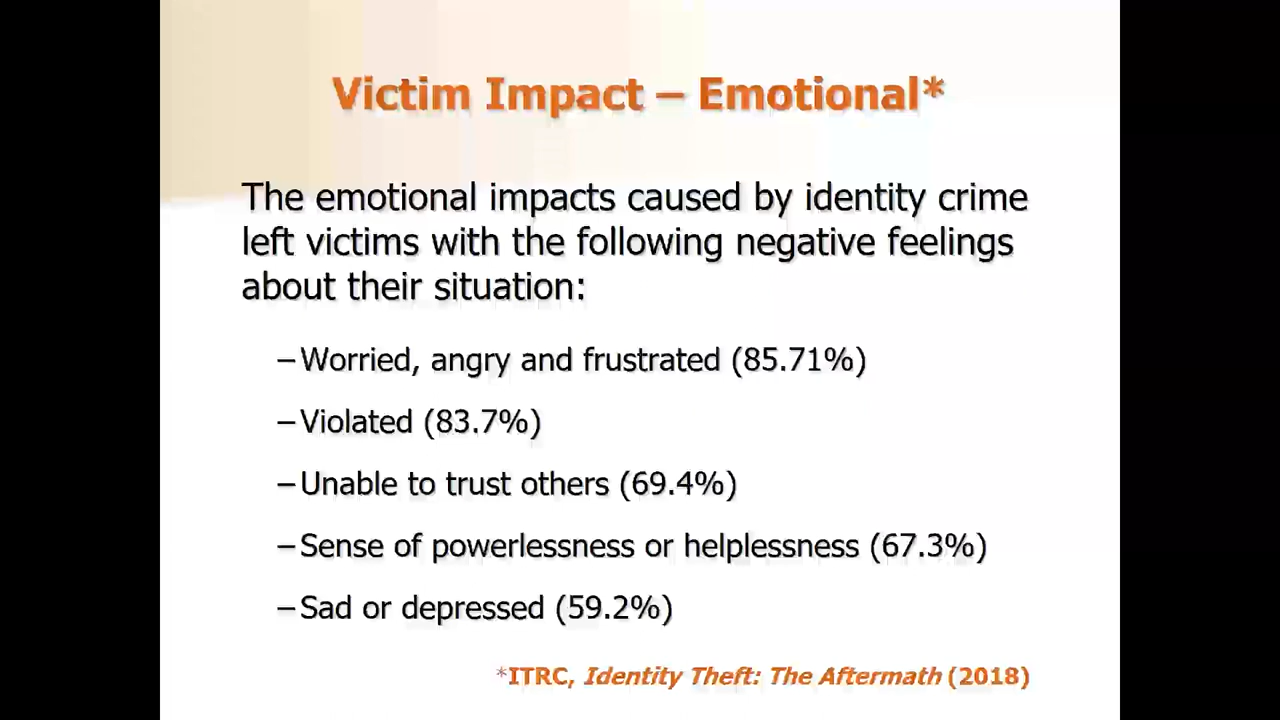 Victim Impact – Emotional*
The emotional impacts caused by identity crime
left victims with the following negative feelings
about their situation:
–Worried, angry and frustrated (85.71%)
–Violated (83.7%)
–Unable to trust others (69.4%)
–Sense of powerlessness or helplessness (67.3%)
–Sad or depressed (59.2%)
*ITRC, Identity Theft: The Aftermath (2018)